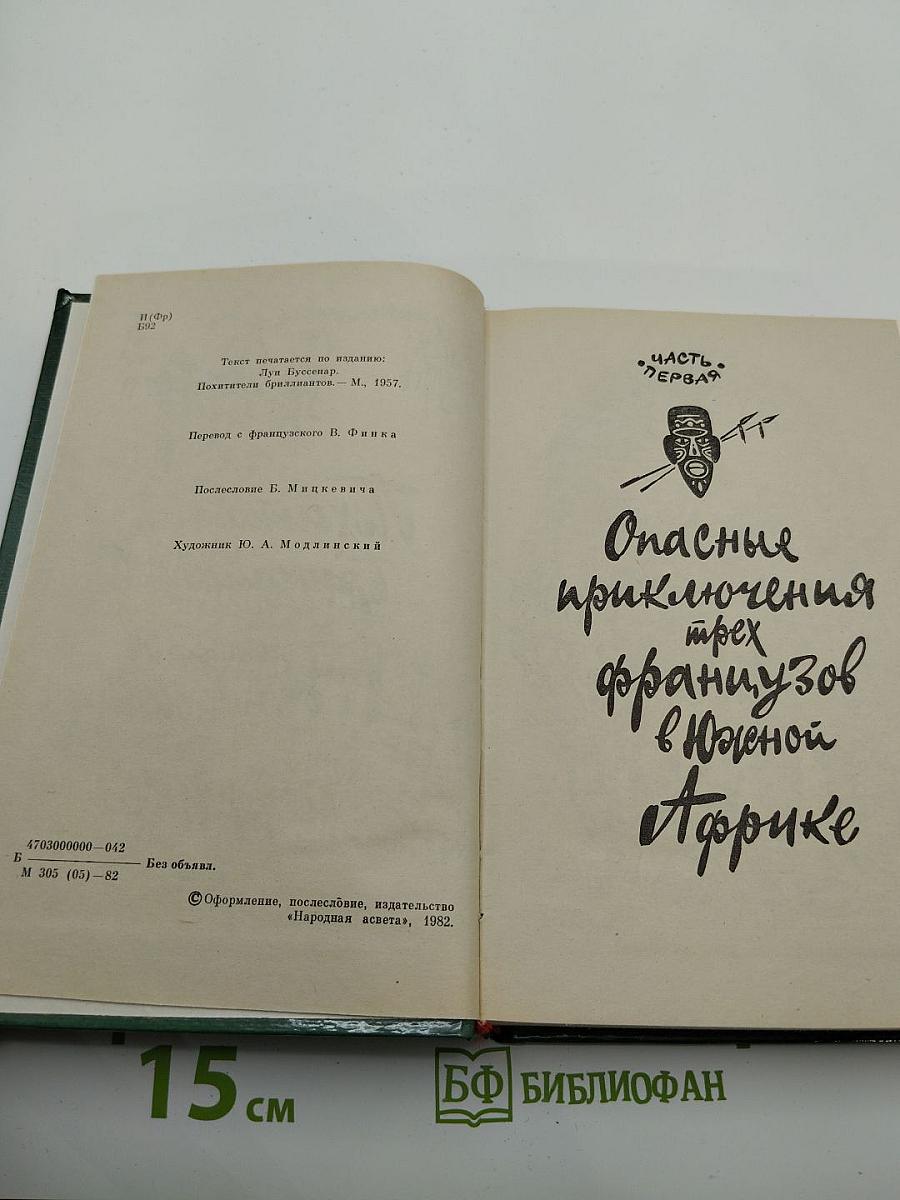 И(Фр)
Б92
Текст печатается по изданию:
Луи Буссенар.
Похитители бриллиантов.— М., 1957.
Перевод с французского В. Финка
Послесловие Б. Мицкевича
Художник Ю. А. Модлинский
4703000000—042
Б ———— Без объявл.
М 305 (05)—82
© Оформление, послесловие, издательство
«Народная асвета», 1982.
ЧАСТЬ
ПЕРВАЯ
Опасные
приключения
трех
французов
в Южной
Африке
15 см
БФ БИБЛИОФАН